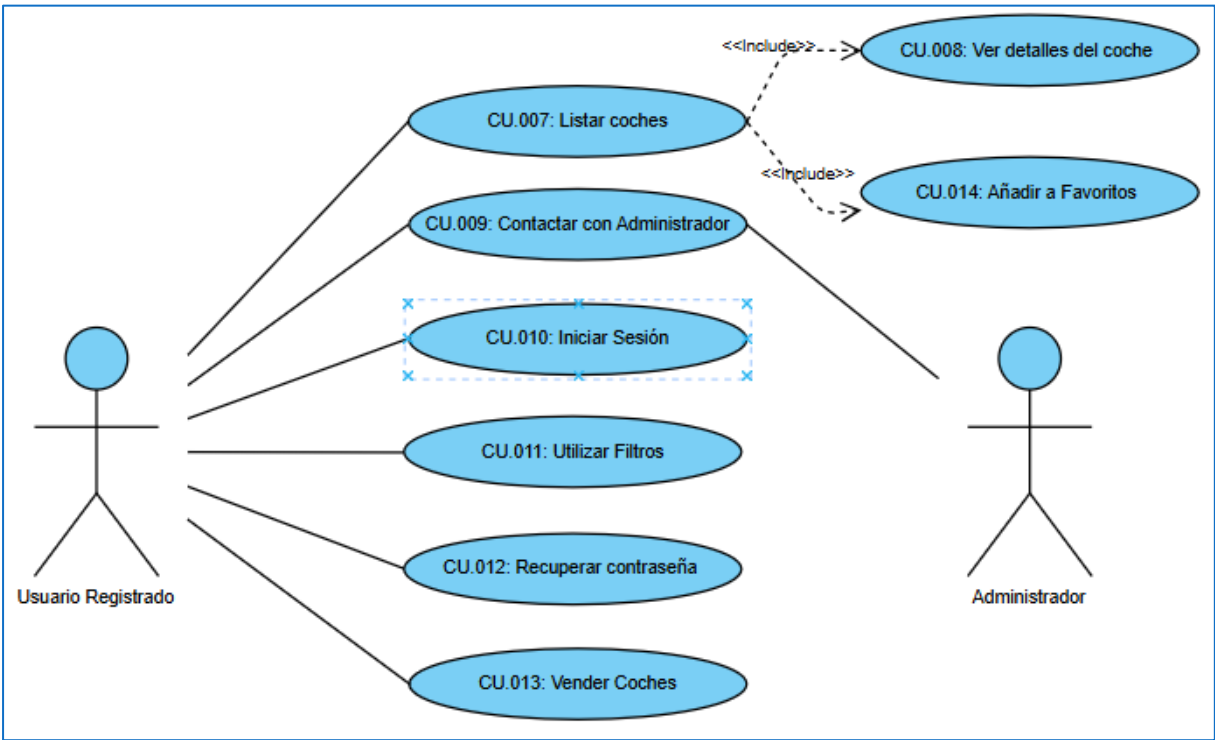 <<Include>>
CU.008: Ver detalles del coche
CU.007: Listar coches
<<Include>>
CU.014: Añadir a Favoritos
CU.009: Contactar con Administrador
CU.010: Iniciar Sesión
CU.011: Utilizar Filtros
CU.012: Recuperar contraseña
Usuario Registrado
Administrador
CU.013: Vender Coches